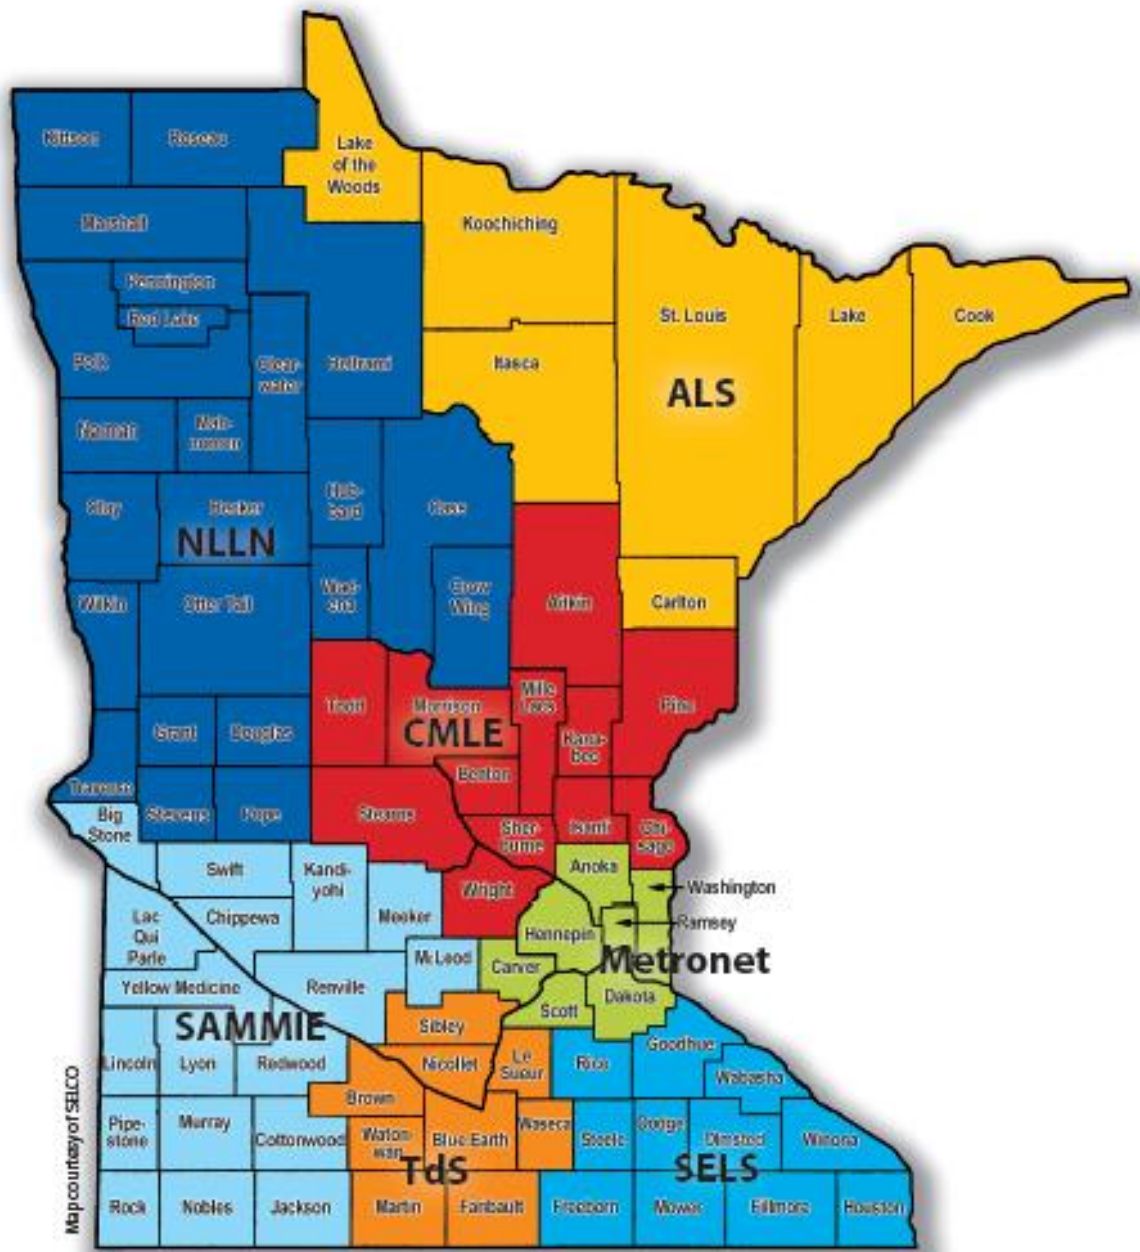 Kittson
Roseau
Lake
of the
Woods
Marshall
Koochiching
Pennington
Red Lake
St. Louis
Lake
Cook
Polk
Clear-
water
Beltrami
Itasca
ALS
Norman
Mah-
nomen
Clay
Becker
Hub-
bard
Cass
NLLN
Wilkin
Otter Tail
Wad-
ena
Crow
Wing
Aitkin
Carlton
Grant
Douglas
Todd
Morrison
CMLE
Mille
Lacs
Kana-
bec
Pine
Benton
Traverse
Big
Stone
Stevens
Pope
Stearns
Sher-
burne
Isanti
Chi-
sago
Swift
Kandi-
yohi
Anoka
Washington
Wright
Meeker
Lac
Qui
Parle
Chippewa
Ramsey
Hennepin
McLeod
Carver
Metronet
Yellow Medicine
Renville
Scott
Dakota
SAMMIE
Sibley
Lincoln
Lyon
Redwood
Nicollet
Le
Sueur
Rice
Goodhue
Wabasha
Brown
Pipe-
stone
Murray
Cottonwood
Waton-
wan
Blue Earth
Waseca
Steele
Dodge
Olmsted
Winona
TdS
SELS
Rock
Nobles
Jackson
Martin
Faribault
Freeborn
Mower
Fillmore
Houston
Map courtesy of SELCO